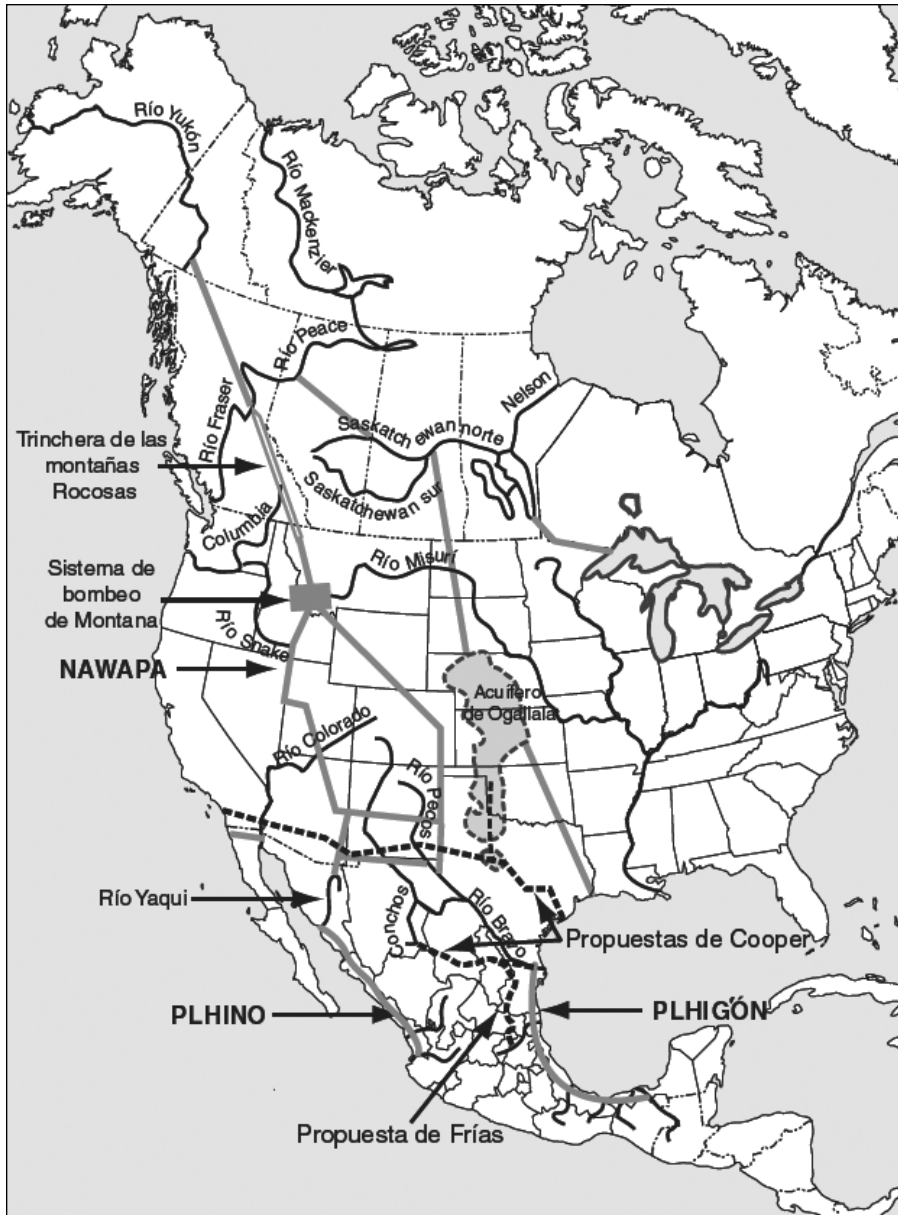 Río Yukón
Río Mackenzier
Río Peace
Río Fraser
Nelson
Saskatchewan norte
Trinchera de las
montañas
Rocosas
Saskatchewan sur
Columbia
Río Misurí
Sistema de
bombeo
de Montana
Río Snake
NAWAPA
Acuífero
de Ogallala
Río Colorado
Río Pecos
Río Yaqui
Conchos
Río Bravo
Propuestas de Cooper
PLHINO
PLHIGÓN
Propuesta de Frías